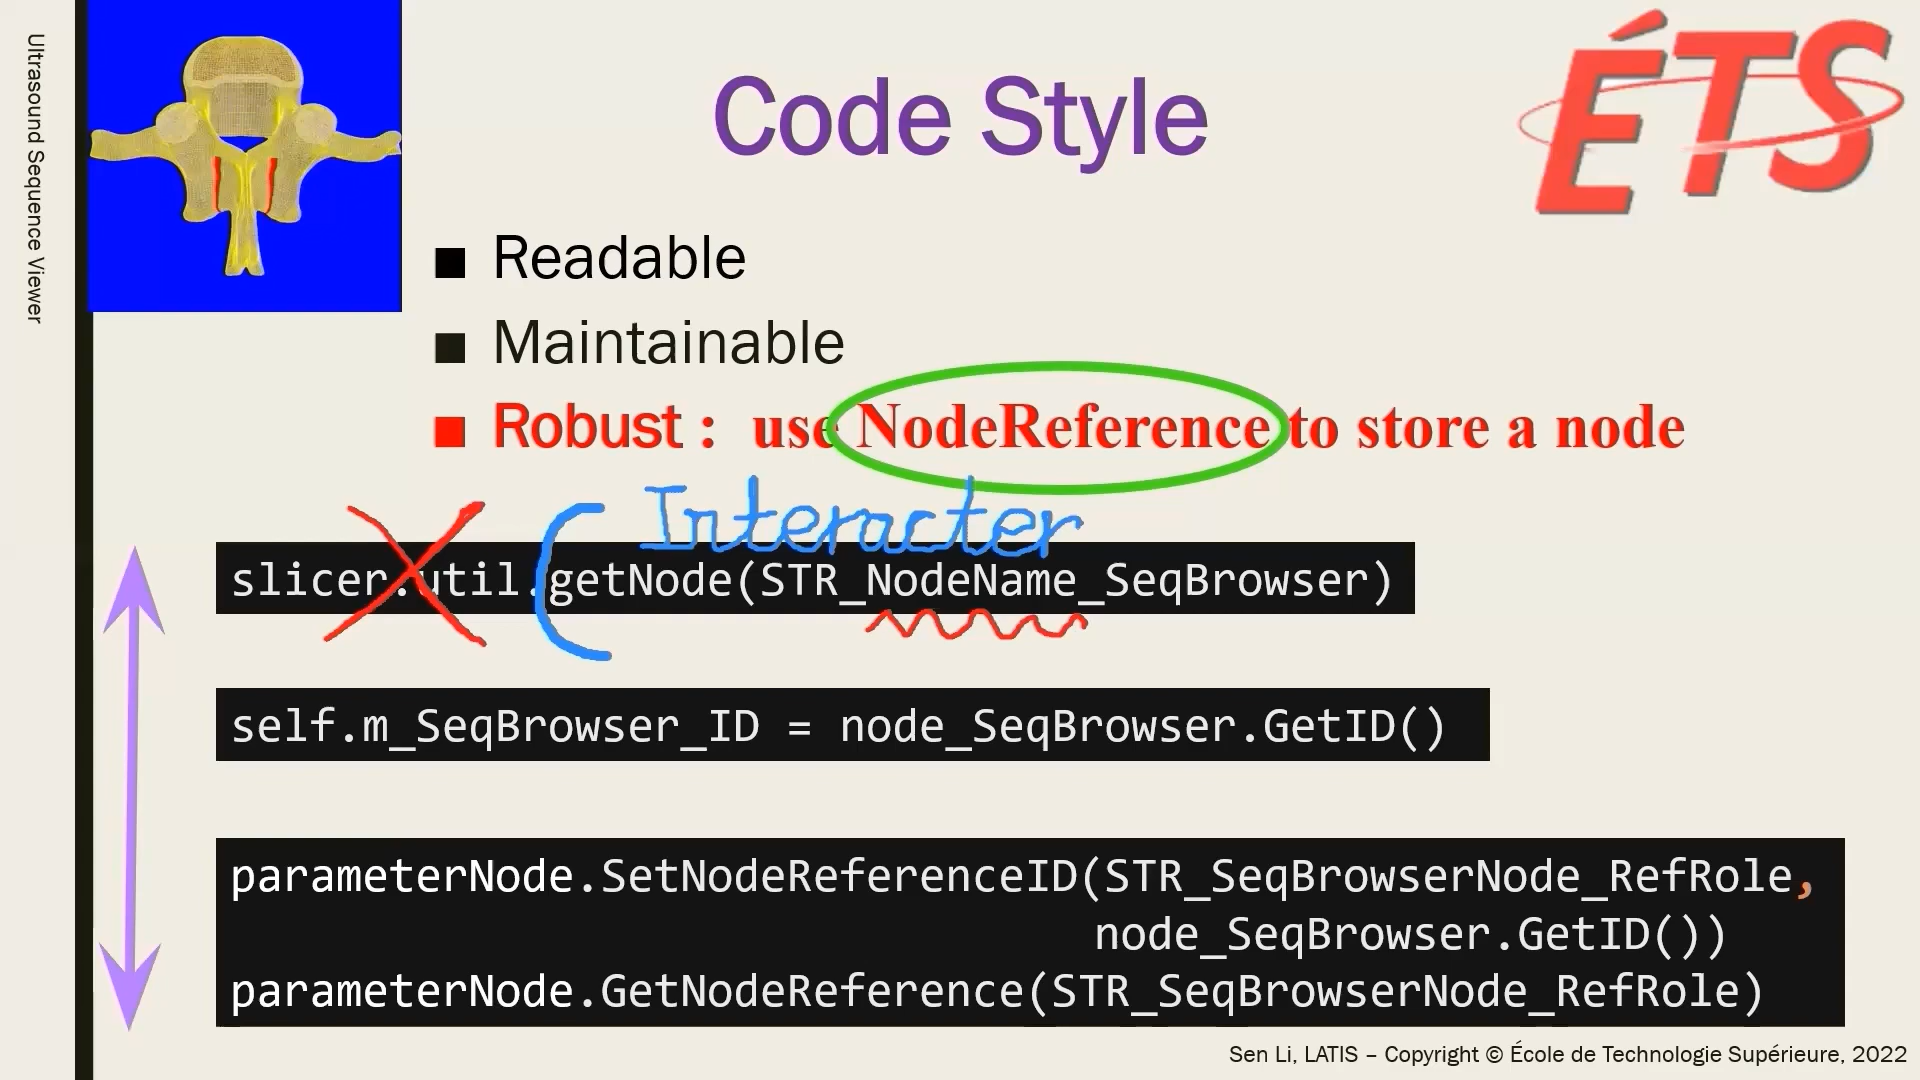 Ultrasound Sequence Viewer
Code Style
ÉTS
■ Readable
■ Maintainable
■ Robust : use NodeReference to store a node
Interacter
slicer.util.getNode(STR_NodeName_SeqBrowser)
self.m_SeqBrowser_ID = node_SeqBrowser.GetID()
parameterNode.SetNodeReferenceID(STR_SeqBrowserNode_RefRole,
node_SeqBrowser.GetID())
parameterNode.GetNodeReference(STR_SeqBrowserNode_RefRole)
Sen Li, LATIS – Copyright © École de Technologie Supérieure, 2022